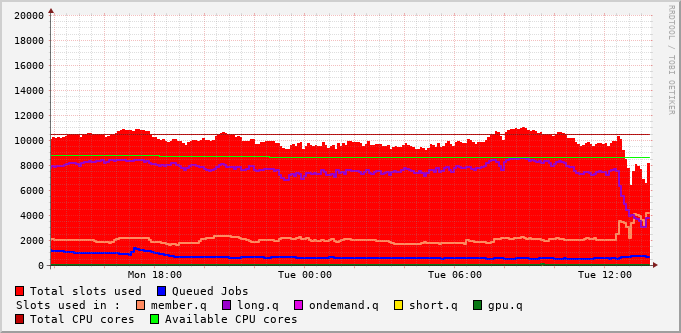 20000
18000
16000
14000
12000
10000
8000
6000
4000
2000
0
Mon 18:00 Tue 00:00 Tue 06:00 Tue 12:00
RRDTOOL / TOBI OETIKER
Total slots used Queued Jobs
Slots used in : member.q long.q ondemand.q short.q gpu.q
Total CPU cores Available CPU cores